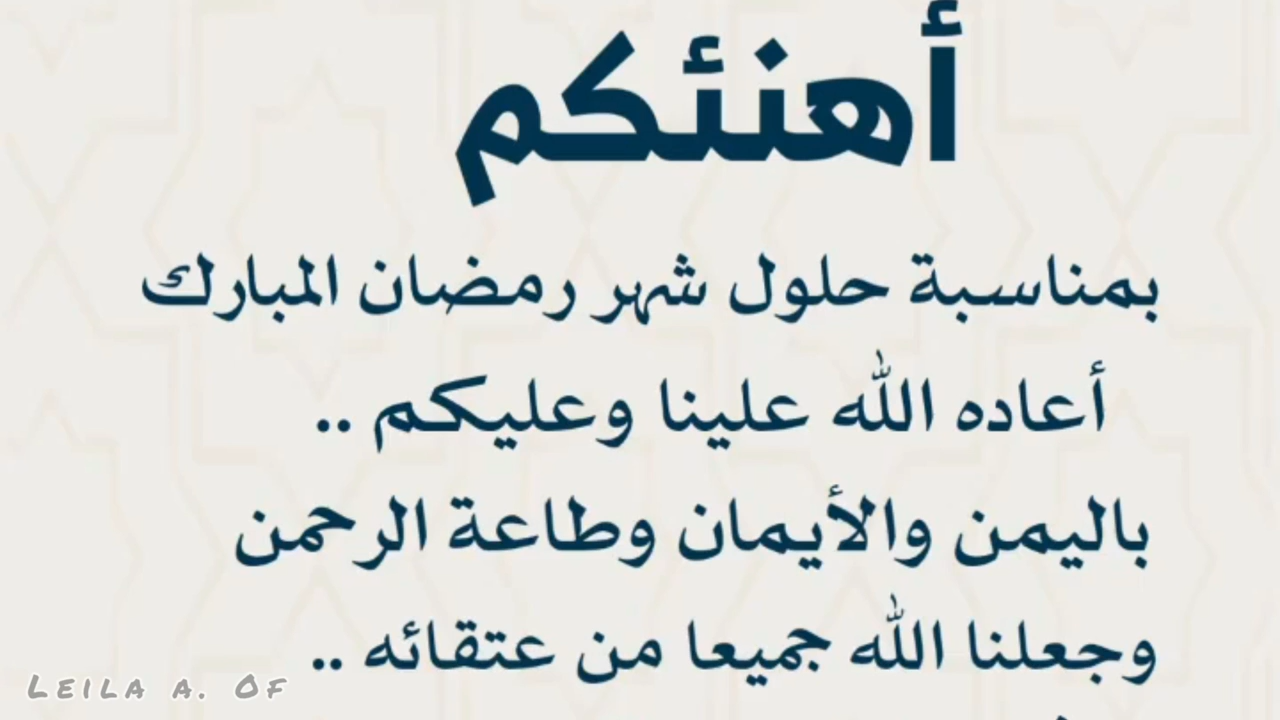 أهنئكم
بمناسبة حلول شهر رمضان المبارك
أعاده الله علينا وعليكم ..
باليمن والأيمان وطاعة الرحمن
وجعلنا الله جميعا من عتقائه ..
LEILA A. OF